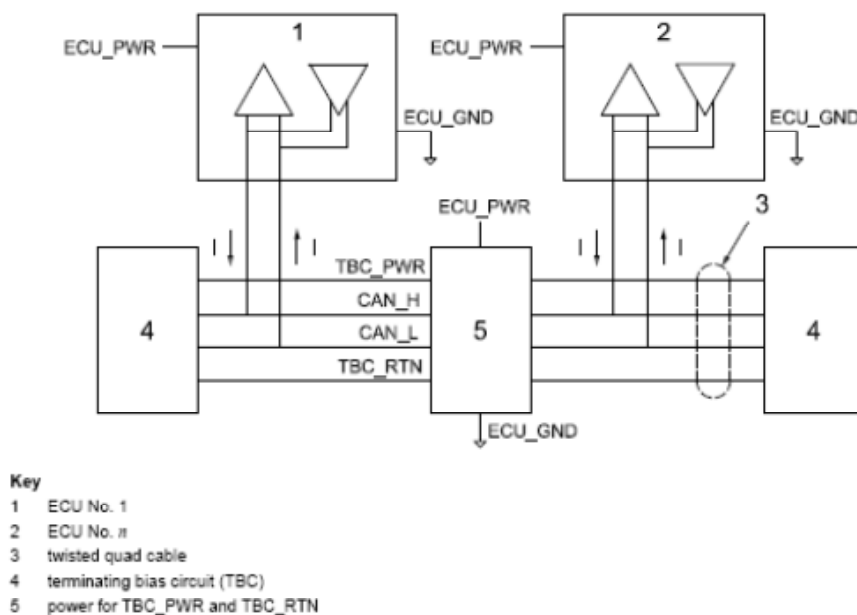 1
2
ECU_PWR
ECU_PWR
ECU_GND
ECU_GND
ECU_PWR
3
I
I
I
I
TBC_PWR
CAN_H
CAN_L
TBC_RTN
4
5
4
ECU_GND
Key
1 ECU No. 1
2 ECU No. n
3 twisted quad cable
4 terminating bias circuit (TBC)
5 power for TBC_PWR and TBC_RTN